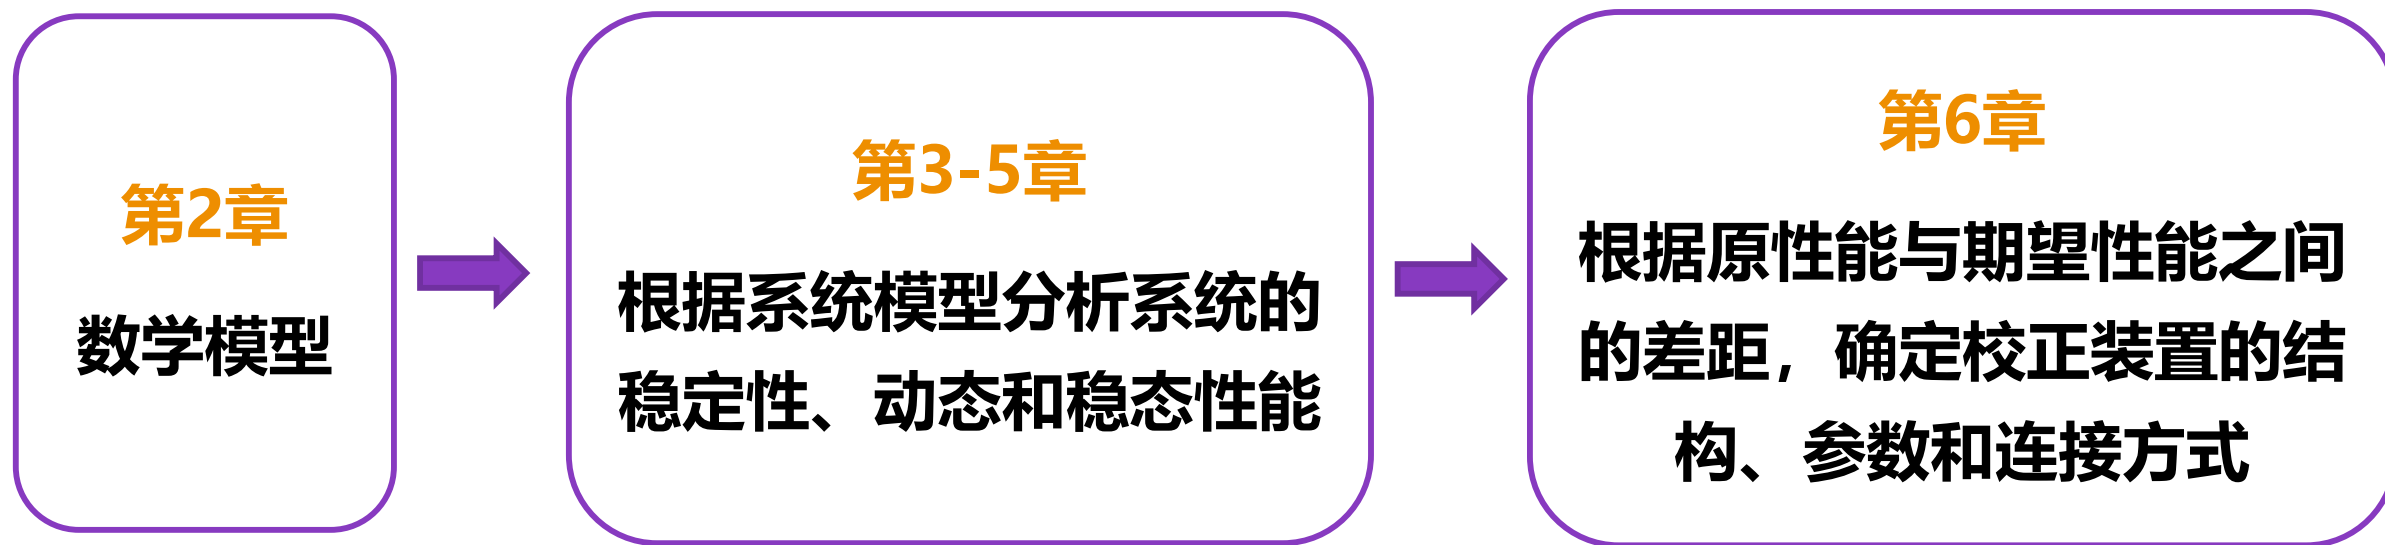 第2章
数学模型
第3-5章
根据系统模型分析系统的
稳定性、动态和稳态性能
第6章
根据原性能与期望性能之间
的差距，确定校正装置的结
构、参数和连接方式